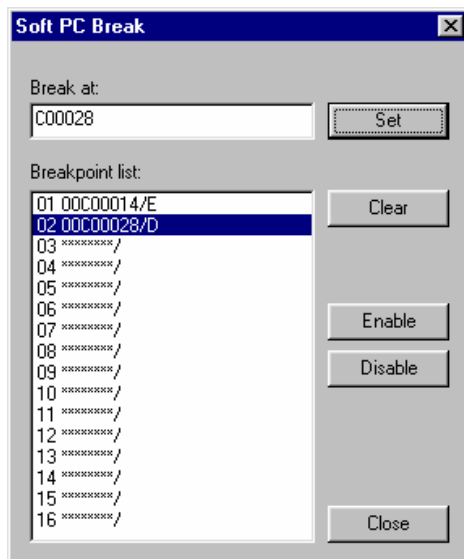 Soft PC Break
Break at:
C00028
Set
Breakpoint list:
01 00C00014/E
02 00C00028/D
03 ********/
04 ********/
05 ********/
06 ********/
07 ********/
08 ********/
09 ********/
10 ********/
11 ********/
12 ********/
13 ********/
14 ********/
15 ********/
16 ********/
Clear
Enable
Disable
Close